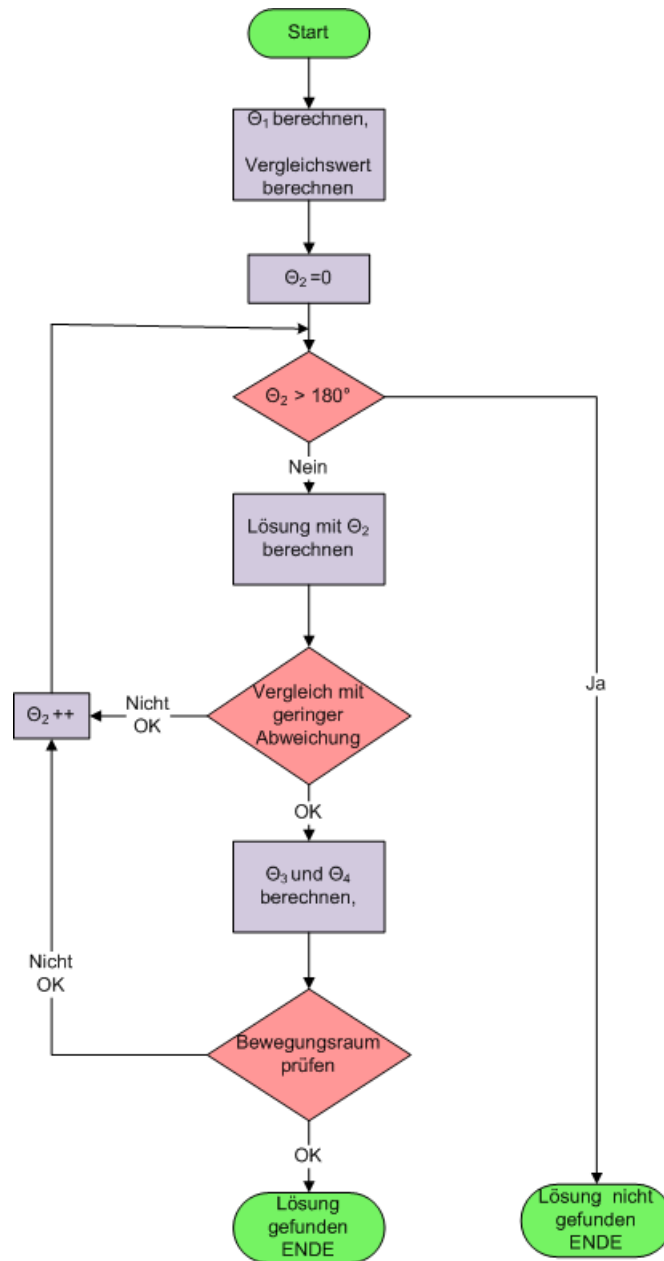 Start
Θ₁ berechnen,
Vergleichswert
berechnen
Θ₂ =0
Θ₂ > 180°
Nein
Lösung mit Θ₂
berechnen
Ja
Vergleich mit
geringer
Abweichung
Nicht
OK
Θ₂ ++
OK
Θ₃ und Θ₄
berechnen,
Nicht
OK
Bewegungsraum
prüfen
OK
Lösung
gefunden
ENDE
Lösung nicht
gefunden
ENDE